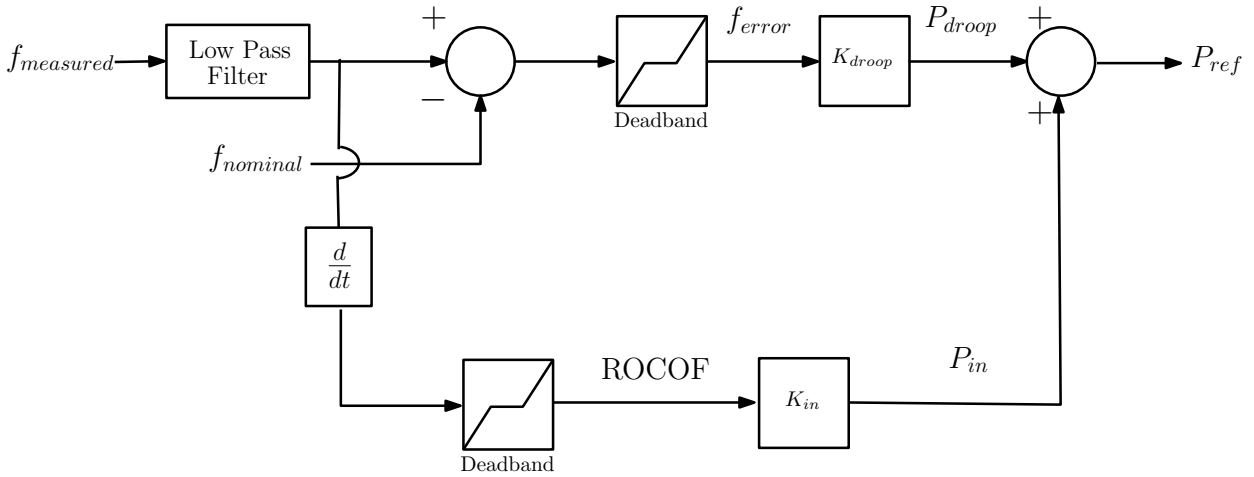 +
f_error
P_droop
+
f_measured
Low Pass
Filter
K_droop
P_ref
−
Deadband
+
f_nominal
d
dt
P_in
ROCOF
K_in
Deadband